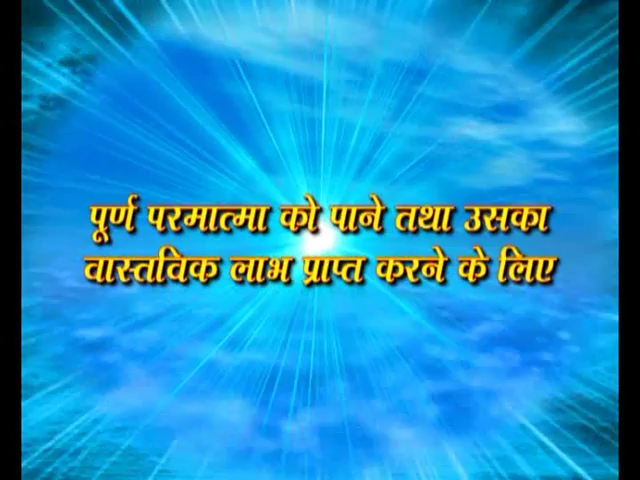 पूर्ण परमात्मा को पाने तथा उसका
वास्तविक लाभ प्राप्त करने के लिए